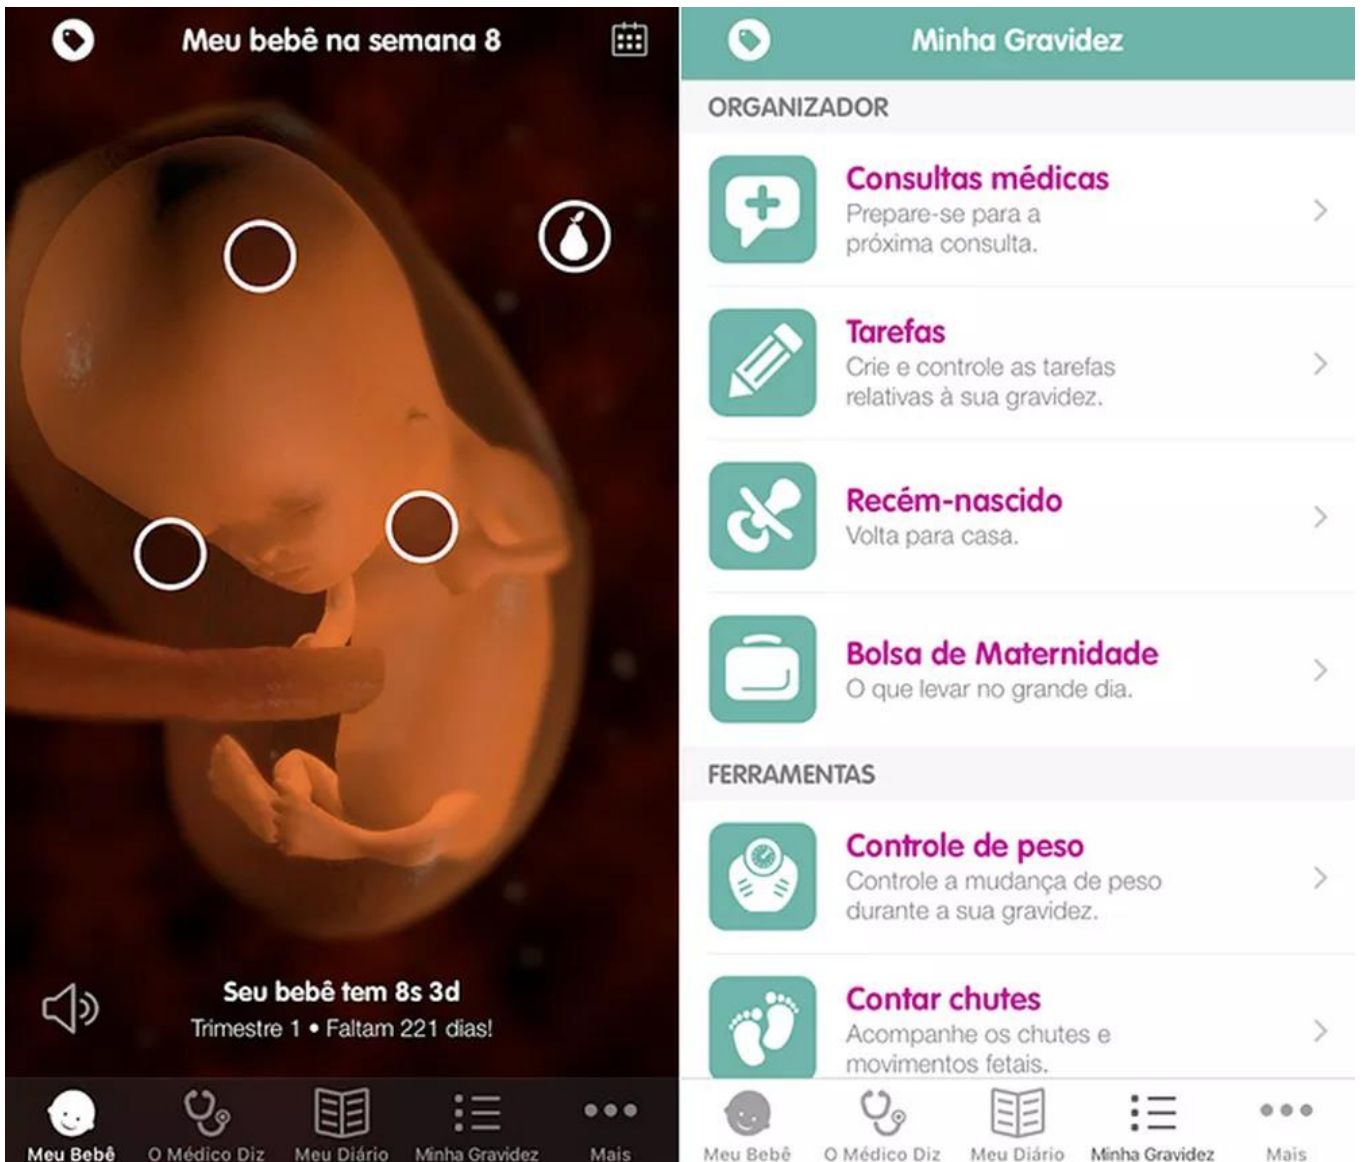 Meu bebê na semana 8
Seu bebê tem 8s 3d
Trimestre 1 • Faltam 221 dias!
Meu Bebê
O Médico Diz
Meu Diário
Minha Gravidez
Mais
Minha Gravidez
ORGANIZADOR
Consultas médicas
Prepare-se para a
próxima consulta.
Tarefas
Crie e controle as tarefas
relativas à sua gravidez.
Recém-nascido
Volta para casa.
Bolsa de Maternidade
O que levar no grande dia.
FERRAMENTAS
Controle de peso
Controle a mudança de peso
durante a sua gravidez.
Contar chutes
Acompanhe os chutes e
movimentos fetais.
Meu Bebê
O Médico Diz
Meu Diário
Minha Gravidez
Mais